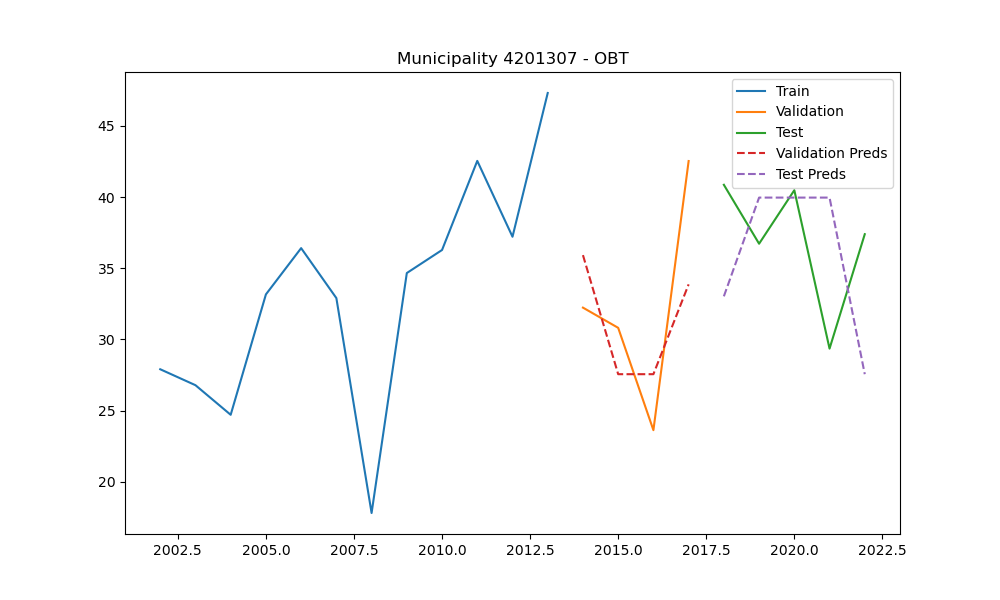 Municipality 4201307 - OBT
Train
Validation
Test
Validation Preds
Test Preds
45
40
35
30
25
20
2002.5 2005.0 2007.5 2010.0 2012.5 2015.0 2017.5 2020.0 2022.5